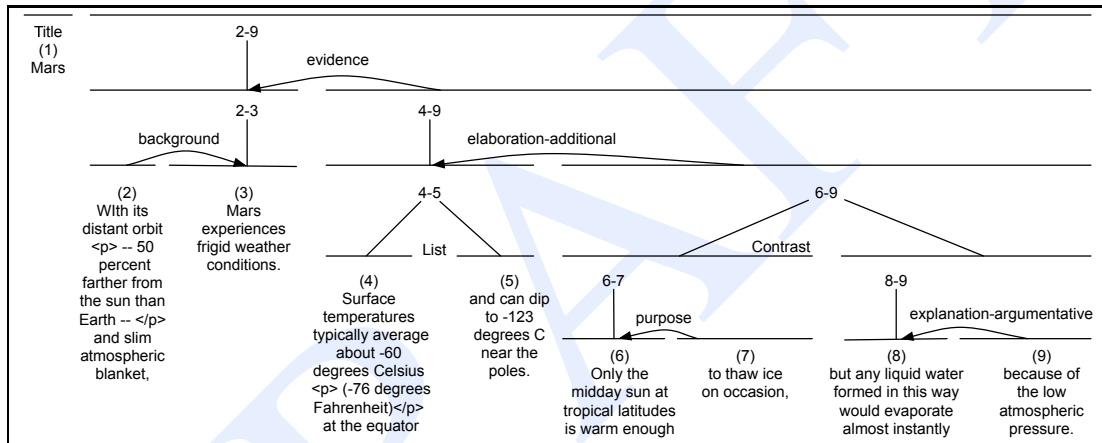 Title
(1)
Mars
2-9
evidence
2-3
4-9
background
elaboration-additional
(2)
WIth its
distant orbit
<p> -- 50
percent
farther from
the sun than
Earth -- </p>
and slim
atmospheric
blanket,
(3)
Mars
experiences
frigid weather
conditions.
4-5
6-9
List
Contrast
(4)
Surface
temperatures
typically average
about -60
degrees Celsius
<p> (-76 degrees
Fahrenheit)</p>
at the equator
(5)
and can dip
to -123
degrees C
near the
poles.
6-7
8-9
purpose
explanation-argumentative
(6)
Only the
midday sun at
tropical latitudes
is warm enough
(7)
to thaw ice
on occasion,
(8)
but any liquid water
formed in this way
would evaporate
almost instantly
(9)
because of
the low
atmospheric
pressure.